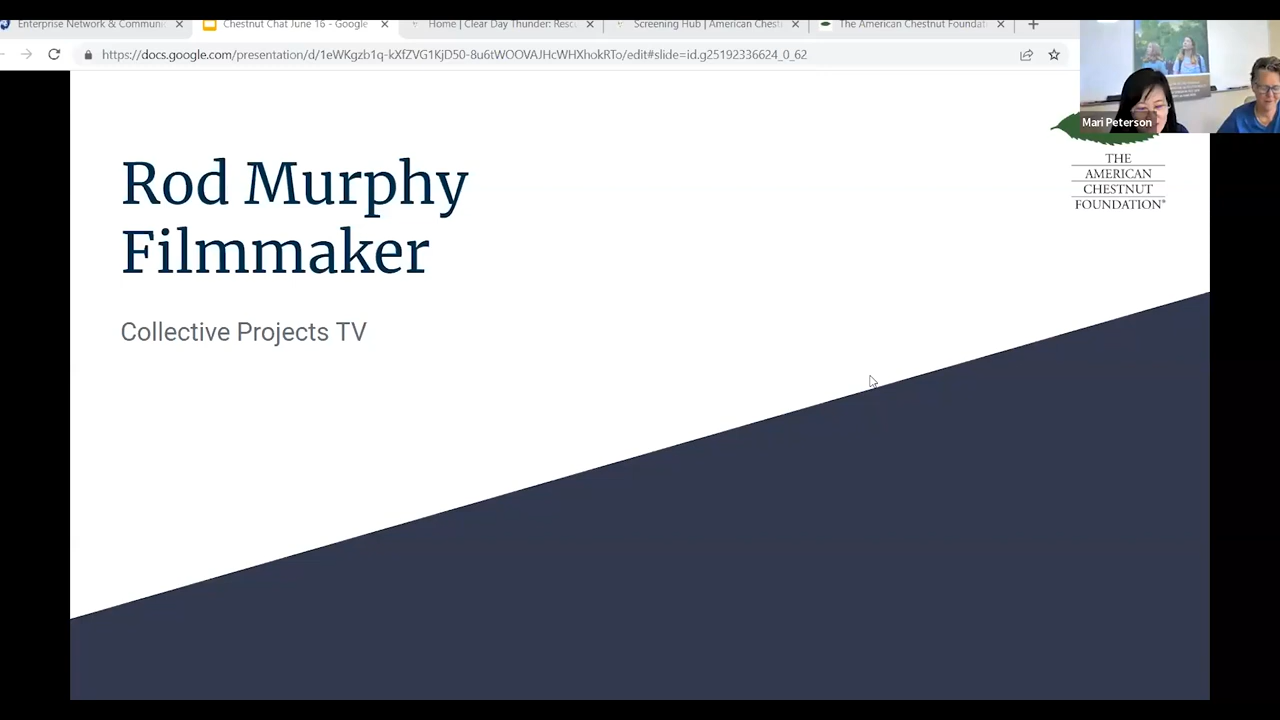 Enterprise Network & Communi
Chestnut Chat June 16 - Google
Home | Clear Day Thunder: Resc
Screening Hub | American Chest
The American Chestnut Foundat
https://docs.google.com/presentation/d/1eWKgzb1q-kXfZVG1KjD50-8u6tWOOVAJHcWHXhokRTo/edit#slide=id.g25192336624_0_62
Mari Peterson
Rod Murphy
Filmmaker
Collective Projects TV
THE
AMERICAN
CHESTNUT
FOUNDATION®